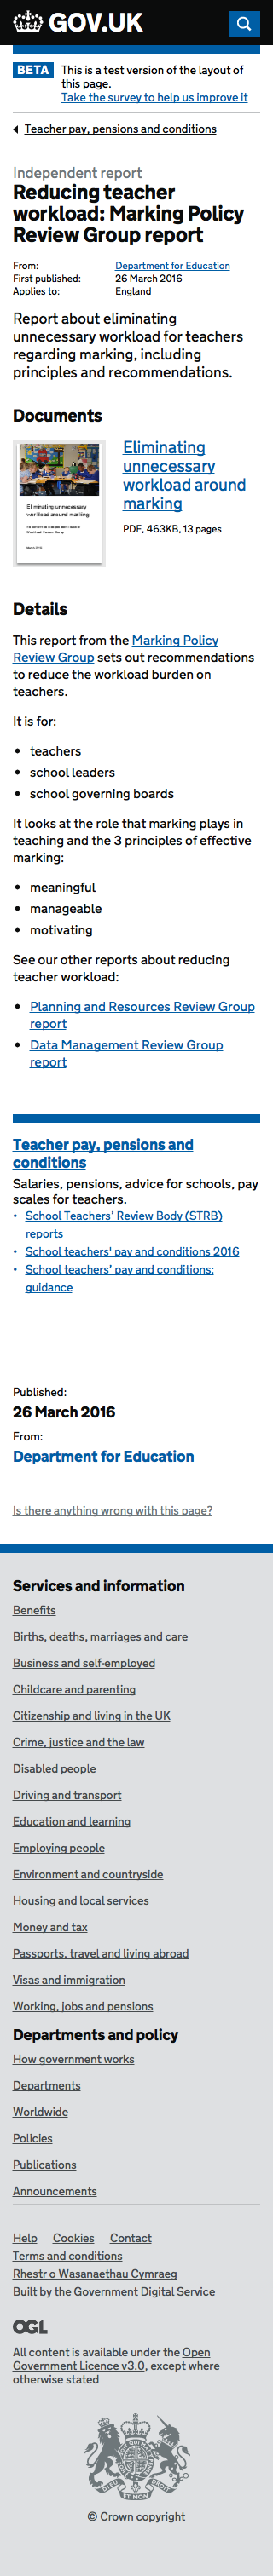 GOV.UK
BETA
This is a test version of the layout of
this page.
Take the survey to help us improve it
Teacher pay, pensions and conditions
Independent report
Reducing teacher
workload: Marking Policy
Review Group report
From: Department for Education
First published: 26 March 2016
Applies to: England
Report about eliminating
unnecessary workload for teachers
regarding marking, including
principles and recommendations.
Documents
Eliminating unnecessary
workload around marking
Eliminating
unnecessary
workload around
marking
PDF, 463KB, 13 pages
Details
This report from the Marking Policy
Review Group sets out recommendations
to reduce the workload burden on
teachers.
It is for:
• teachers
• school leaders
• school governing boards
It looks at the role that marking plays in
teaching and the 3 principles of effective
marking:
• meaningful
• manageable
• motivating
See our other reports about reducing
teacher workload:
• Planning and Resources Review Group
report
• Data Management Review Group
report
Teacher pay, pensions and
conditions
Salaries, pensions, advice for schools, pay
scales for teachers.
• School Teachers' Review Body (STRB)
reports
• School teachers' pay and conditions 2016
• School teachers' pay and conditions:
guidance
Published:
26 March 2016
From:
Department for Education
Is there anything wrong with this page?
Services and information
Benefits
Births, deaths, marriages and care
Business and self-employed
Childcare and parenting
Citizenship and living in the UK
Crime, justice and the law
Disabled people
Driving and transport
Education and learning
Employing people
Environment and countryside
Housing and local services
Money and tax
Passports, travel and living abroad
Visas and immigration
Working, jobs and pensions
Departments and policy
How government works
Departments
Worldwide
Policies
Publications
Announcements
Help Cookies Contact
Terms and conditions
Rhestr o Wasanaethau Cymraeg
Built by the Government Digital Service
OGL
All content is available under the Open
Government Licence v3.0, except where
otherwise stated
© Crown copyright